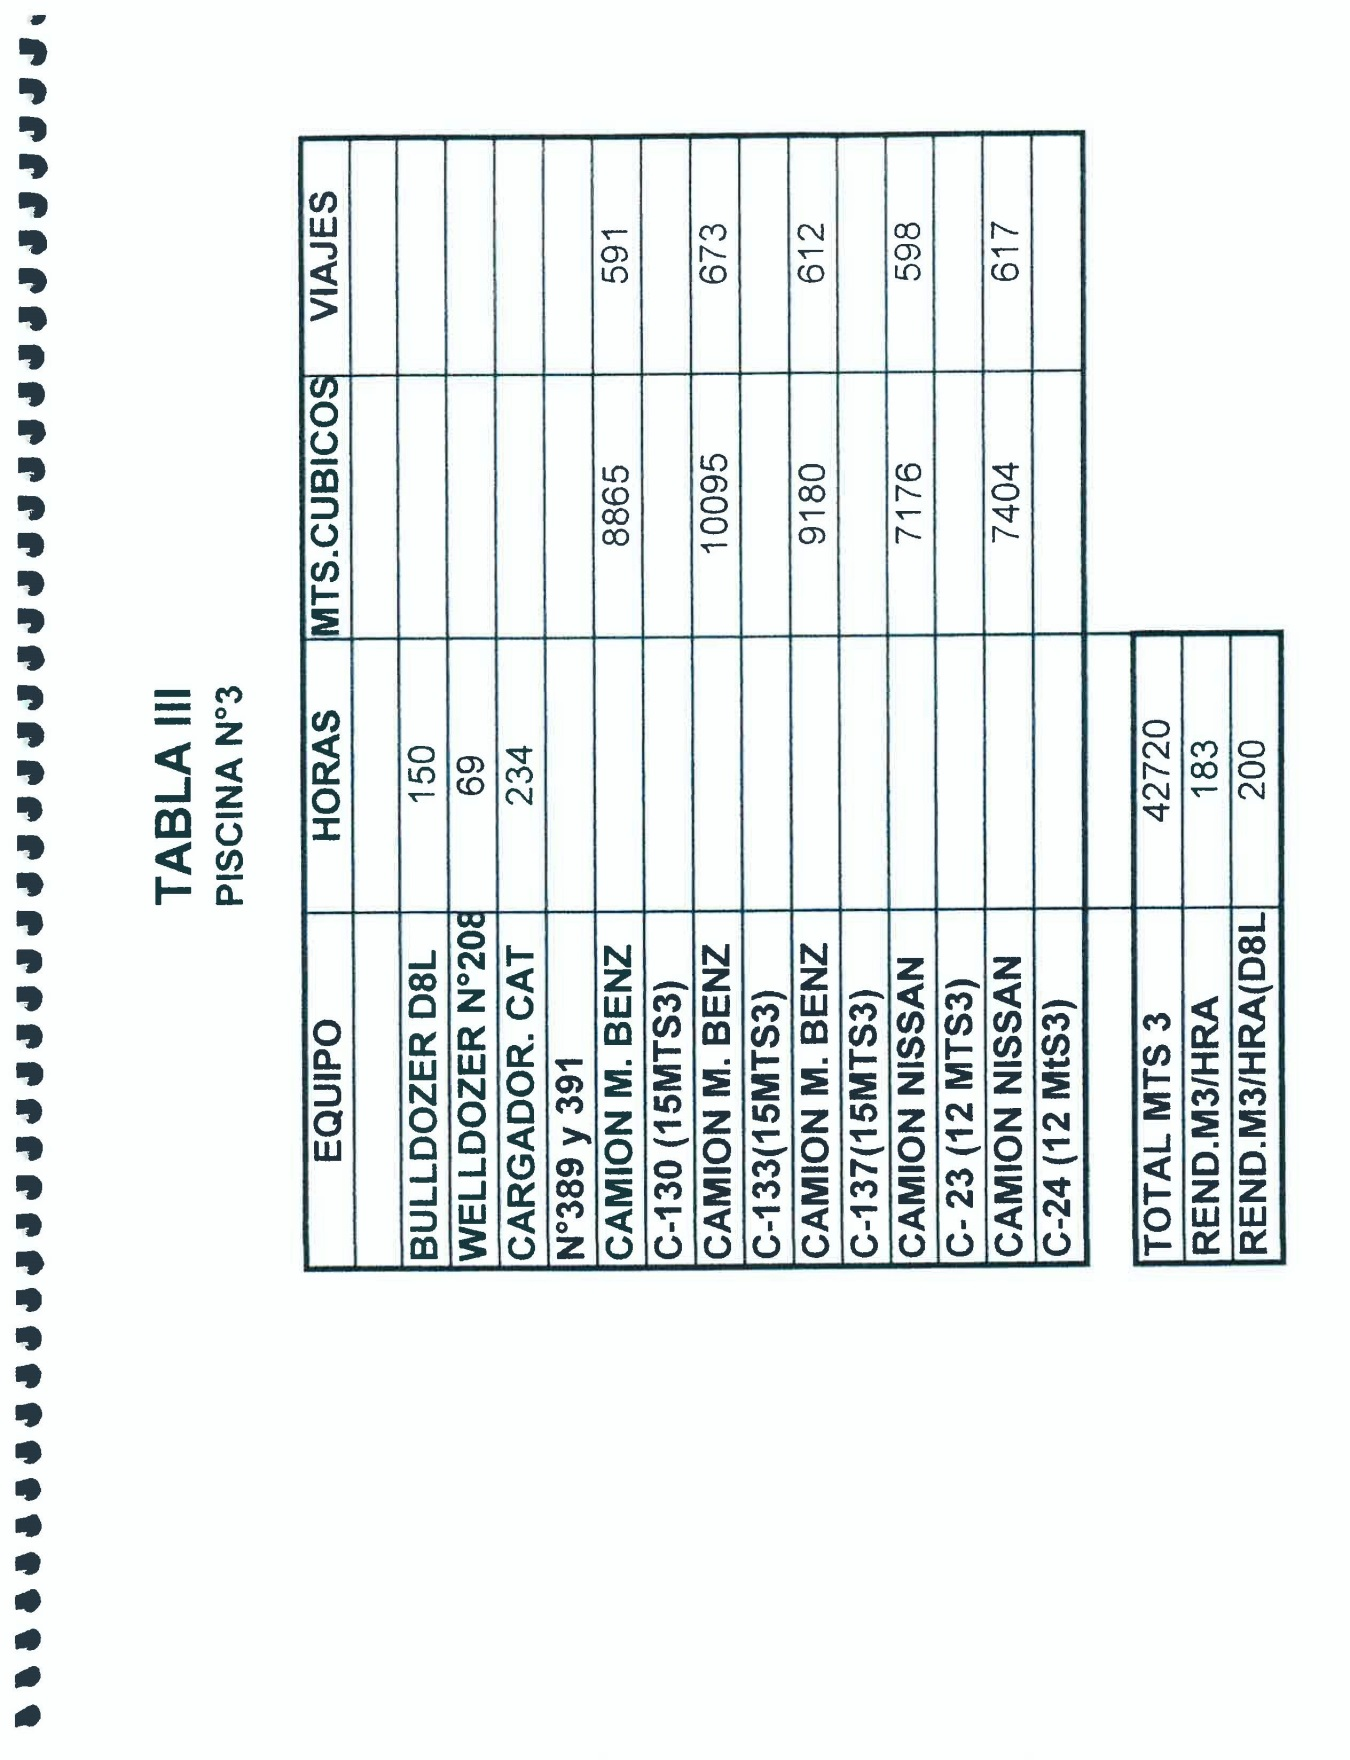 TABLA III
PISCINA N°3
EQUIPO HORAS MTS.CUBICOS VIAJES
BULLDOZER D8L 150
WELLDOZER N°208 69
CARGADOR. CAT 234
N°389 y 391
CAMION M. BENZ 8865 591
C-130 (15MTS3)
CAMION M. BENZ 10095 673
C-133(15MTS3)
CAMION M. BENZ 9180 612
C-137(15MTS3)
CAMION NISSAN 7176 598
C- 23 (12 MTS3)
CAMION NISSAN 7404 617
C-24 (12 MtS3)
TOTAL MTS 3 42720
REND.M3/HRA 183
REND.M3/HRA(D8L 200